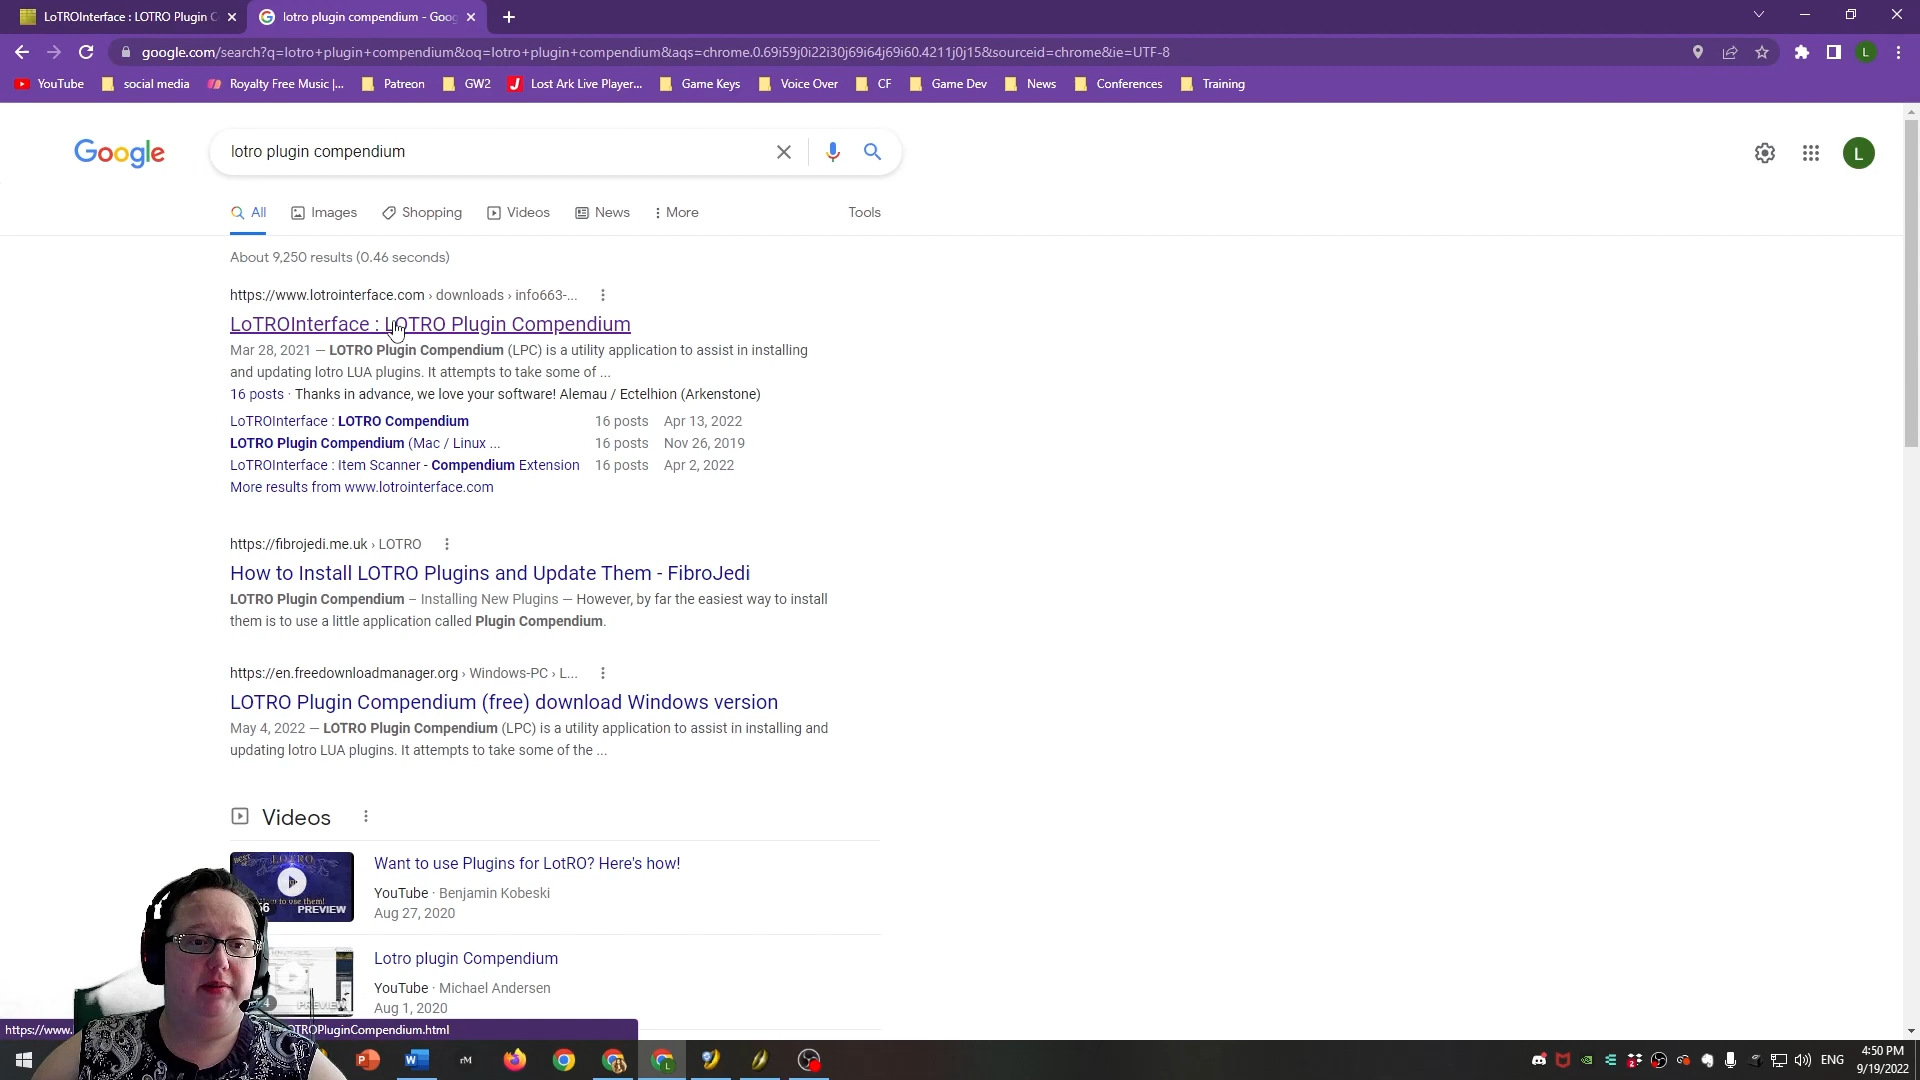 LoTROInterface : LOTRO Plugin C
lotro plugin compendium - Goog
google.com/search?q=lotro+plugin+compendium&oq=lotro+plugin+compendium&aqs=chrome.0.69i59j0i22i30j69i64j69i60.4211j0j15&sourceid=chrome&ie=UTF-8
L
YouTube social media Royalty Free Music |... Patreon GW2 Lost Ark Live Player... Game Keys Voice Over CF Game Dev News Conferences Training
Google
lotro plugin compendium
L
All Images Shopping Videos News More Tools
About 9,250 results (0.46 seconds)
https://www.lotrointerface.com › downloads › info663-...
LoTROInterface : LOTRO Plugin Compendium
Mar 28, 2021 — LOTRO Plugin Compendium (LPC) is a utility application to assist in installing
and updating lotro LUA plugins. It attempts to take some of ...
16 posts · Thanks in advance, we love your software! Alemau / Ectelhion (Arkenstone)
LoTROInterface : LOTRO Compendium 16 posts Apr 13, 2022
LOTRO Plugin Compendium (Mac / Linux ... 16 posts Nov 26, 2019
LoTROInterface : Item Scanner - Compendium Extension 16 posts Apr 2, 2022
More results from www.lotrointerface.com
https://fibrojedi.me.uk › LOTRO
How to Install LOTRO Plugins and Update Them - FibroJedi
LOTRO Plugin Compendium – Installing New Plugins — However, by far the easiest way to install
them is to use a little application called Plugin Compendium.
https://en.freedownloadmanager.org › Windows-PC › L...
LOTRO Plugin Compendium (free) download Windows version
May 4, 2022 — LOTRO Plugin Compendium (LPC) is a utility application to assist in installing and
updating lotro LUA plugins. It attempts to take some of the ...
Videos
LOTRO
PREVIEW
Want to use Plugins for LotRO? Here's how!
YouTube · Benjamin Kobeski
Aug 27, 2020
PREVIEW
Lotro plugin Compendium
YouTube · Michael Andersen
Aug 1, 2020
https://www. OTROPluginCompendium.html
rM
ENG
4:50 PM
9/19/2022